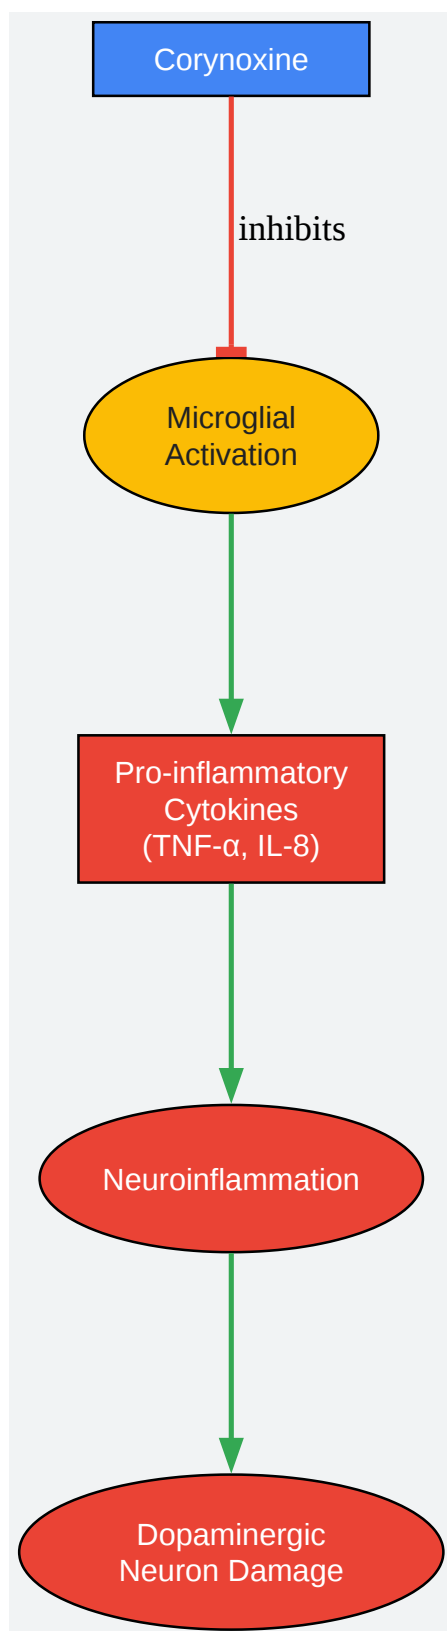 Corynoxine
inhibits
Microglial
Activation
Pro-inflammatory
Cytokines
(TNF-α, IL-8)
Neuroinflammation
Dopaminergic
Neuron Damage